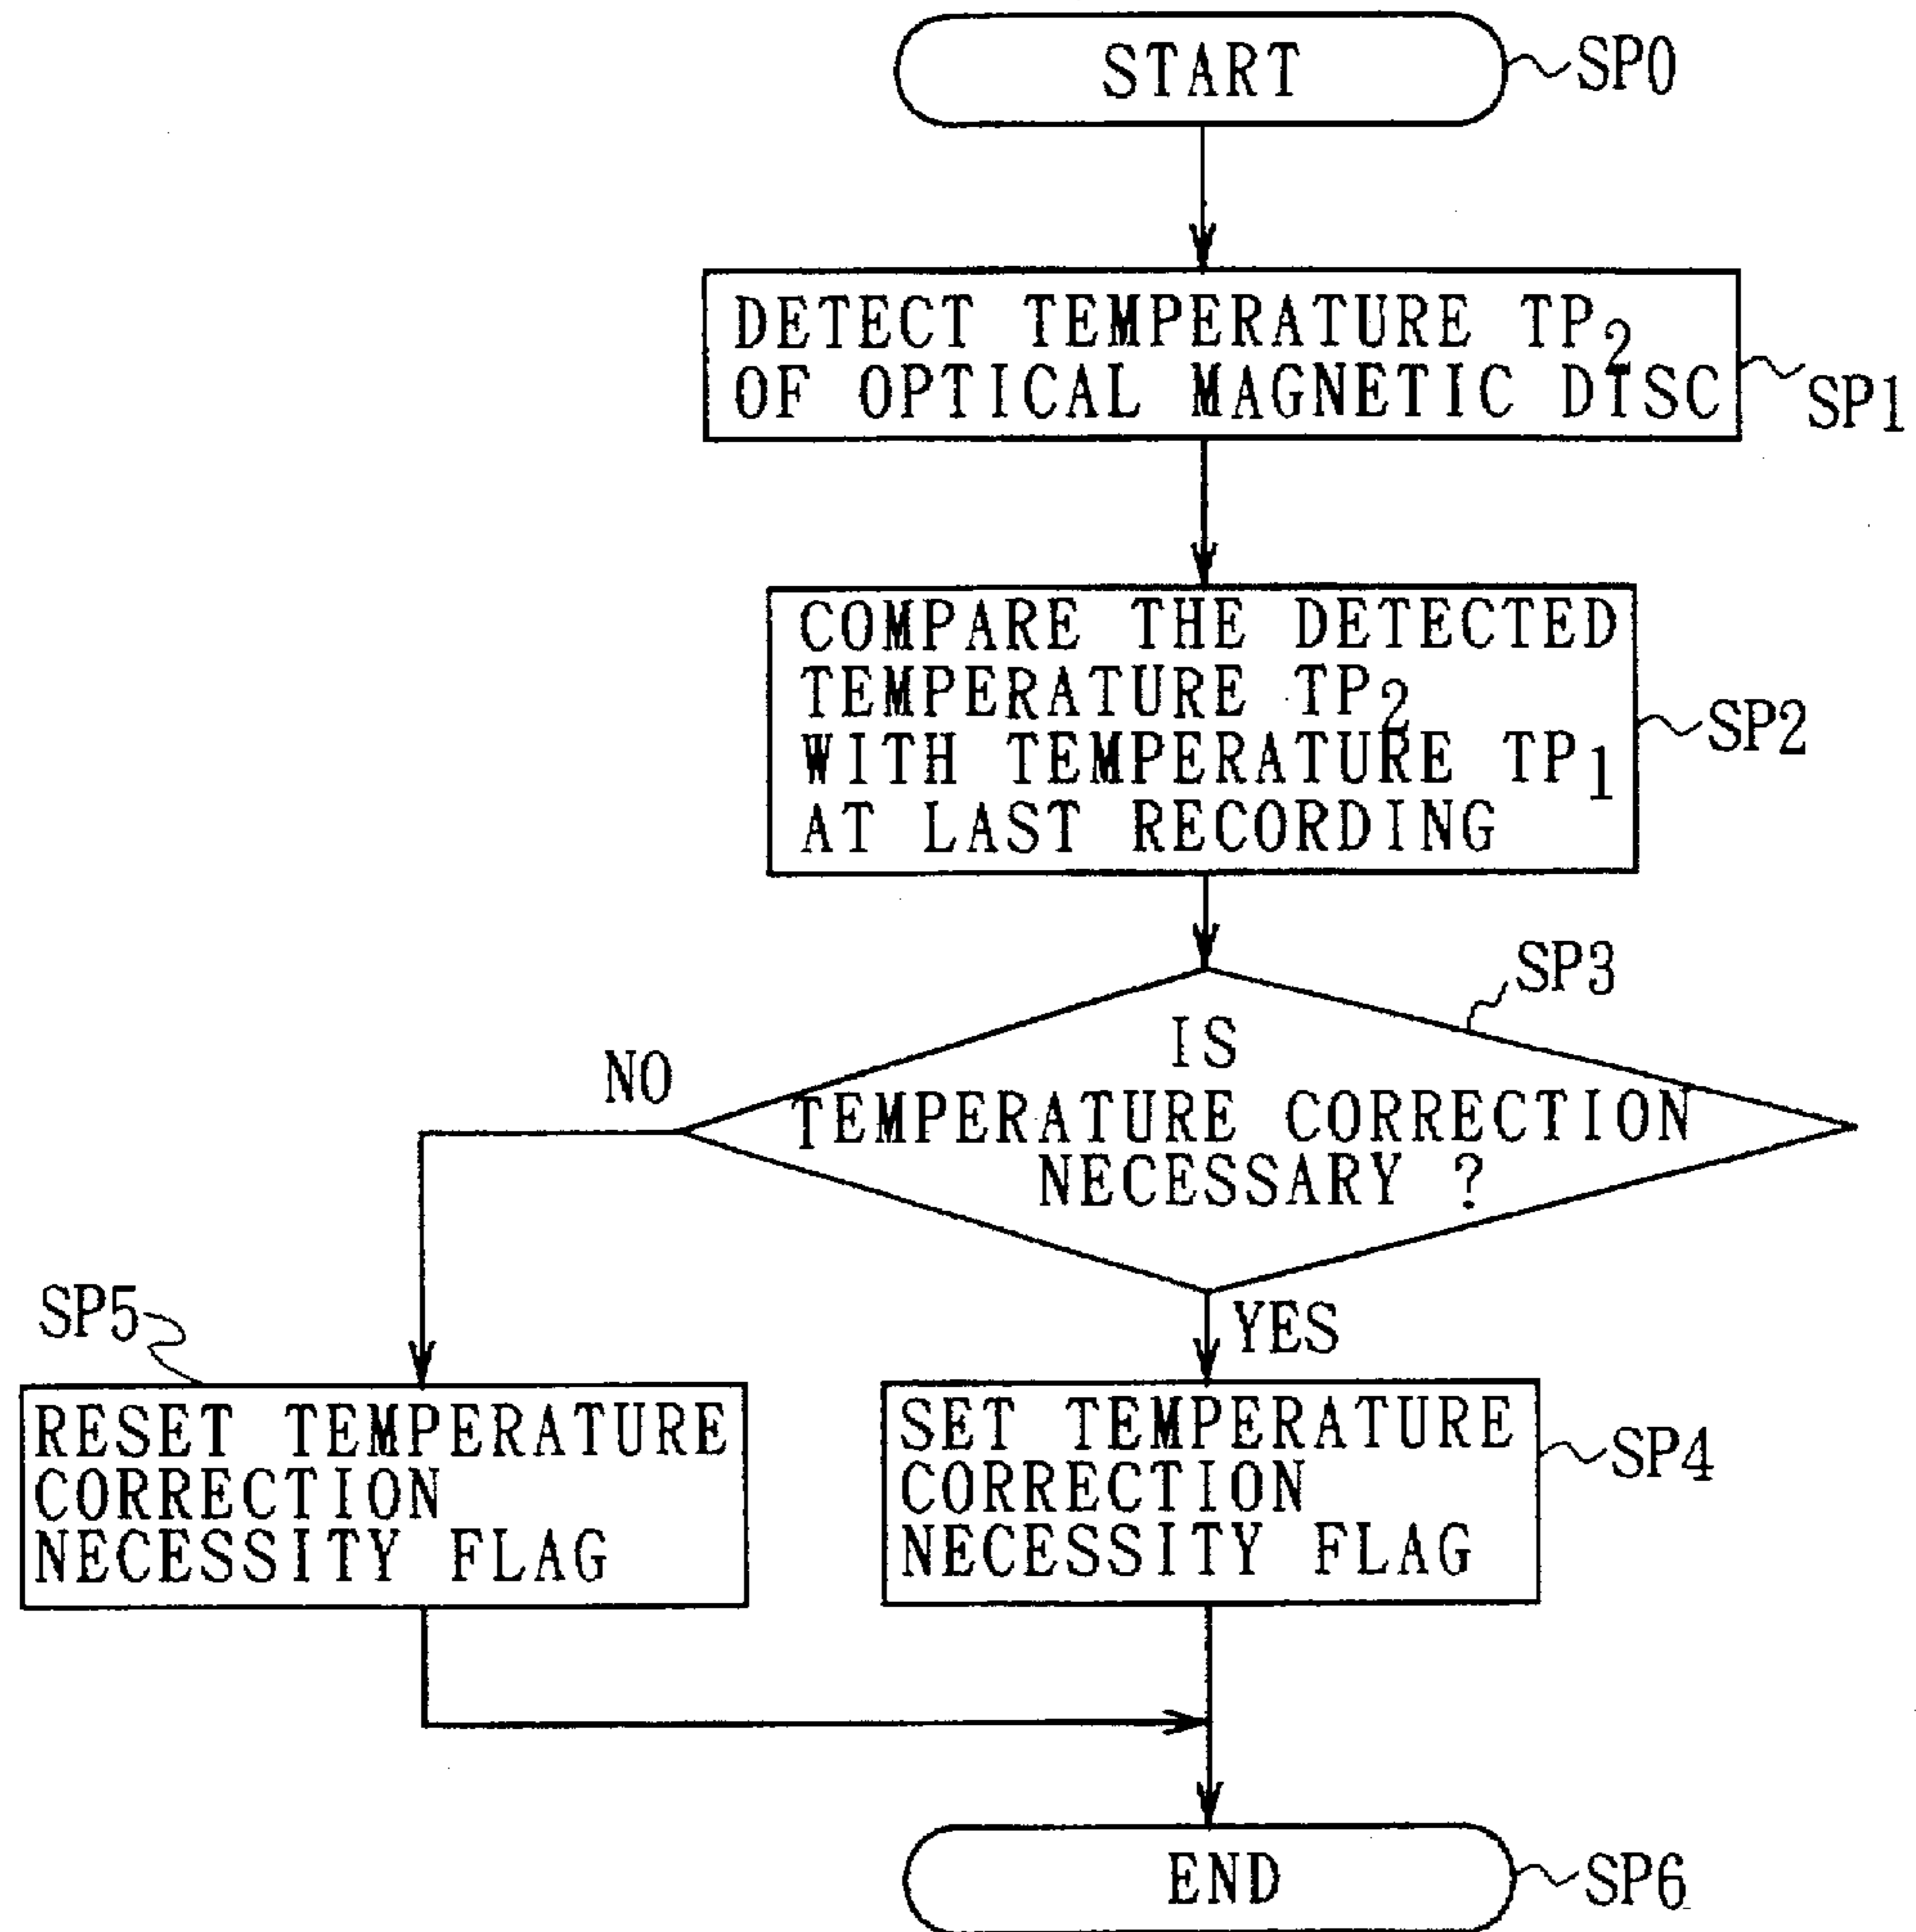 START
SP0
DETECT TEMPERATURE TP2
OF OPTICAL MAGNETIC DISC
SP1
COMPARE THE DETECTED
TEMPERATURE TP2
WITH TEMPERATURE TP1
AT LAST RECORDING
SP2
SP3
IS
TEMPERATURE CORRECTION
NECESSARY ?
NO
YES
SP5
RESET TEMPERATURE
CORRECTION
NECESSITY FLAG
SET TEMPERATURE
CORRECTION
NECESSITY FLAG
SP4
END
SP6